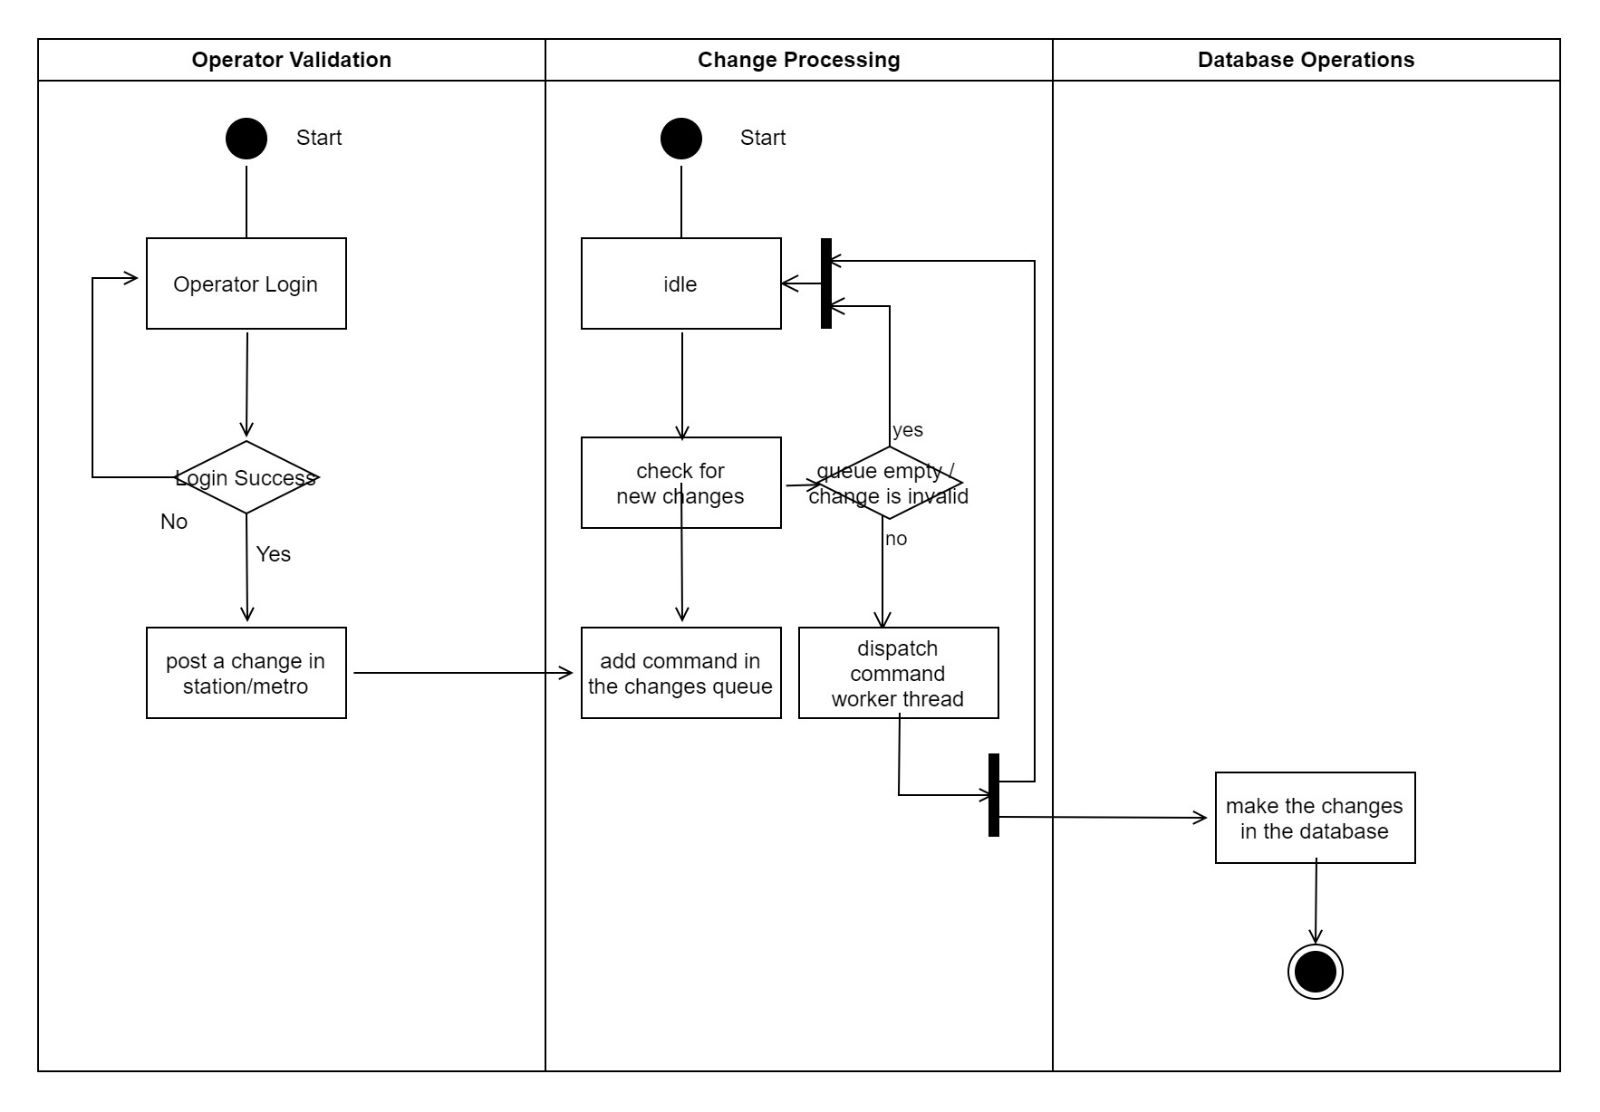 Operator Validation
Change Processing
Database Operations
Start
Start
Operator Login
idle
yes
Login Success
check for
new changes
queue empty /
change is invalid
No
no
Yes
post a change in
station/metro
add command in
the changes queue
dispatch
command
worker thread
make the changes
in the database